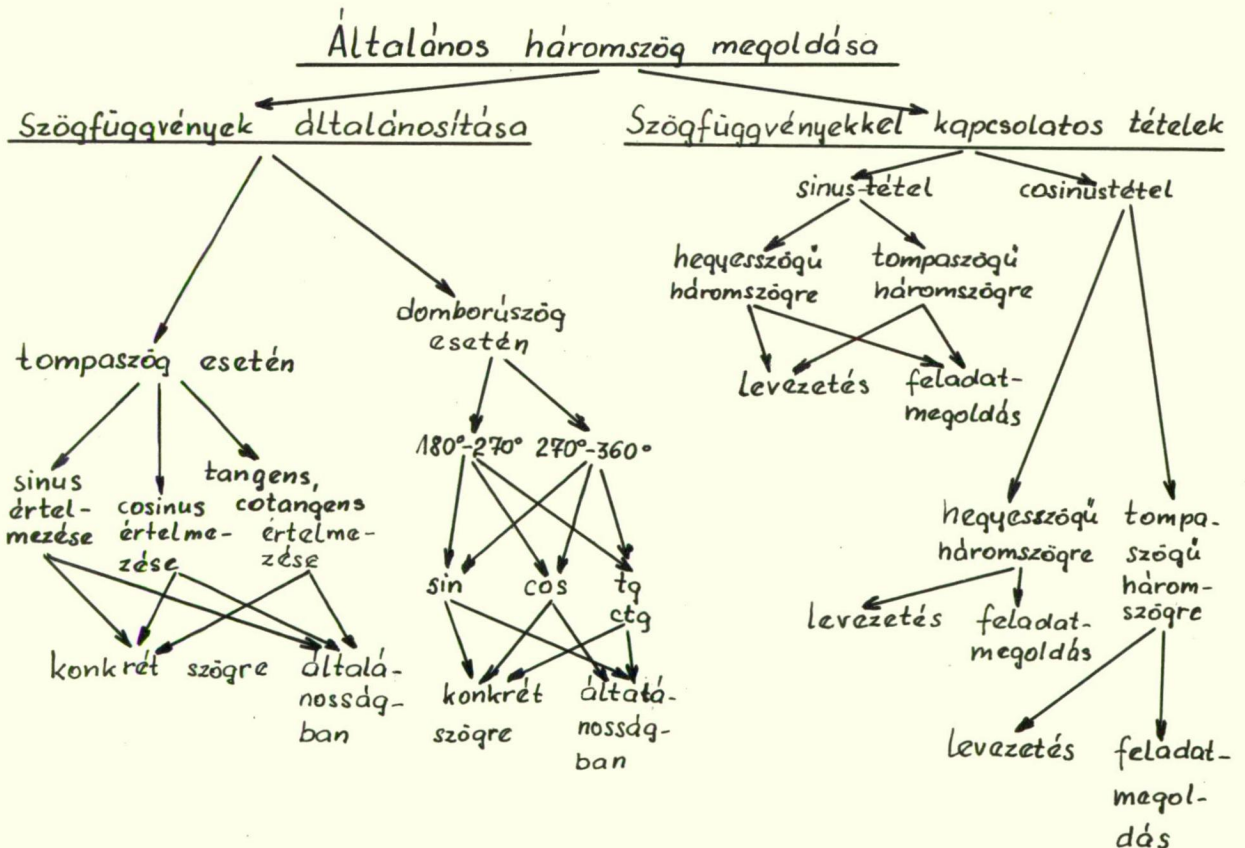 Általános háromszög megoldása
Szögfüggvények általánosítása
Szögfüggvényekkel kapcsolatos tételek
sinus-tétel
cosinustétel
hegyesszögű
háromszögre
tompaszögű
háromszögre
levezetés
feladat-
megoldás
tompaszög esetén
domborúszög
esetén
sinus
értel-
mezése
cosinus
értelme-
zése
tangens,
cotangens
értelme-
zése
konkrét szögre
általá-
nosság-
ban
180°-270°
270°-360°
sin
cos
tg
ctg
konkrét
szögre
általá-
nosság-
ban
hegyesszögű
háromszögre
levezetés
feladat-
megoldás
tompa-
szögű
három-
szögre
levezetés
feladat-
megol-
dás